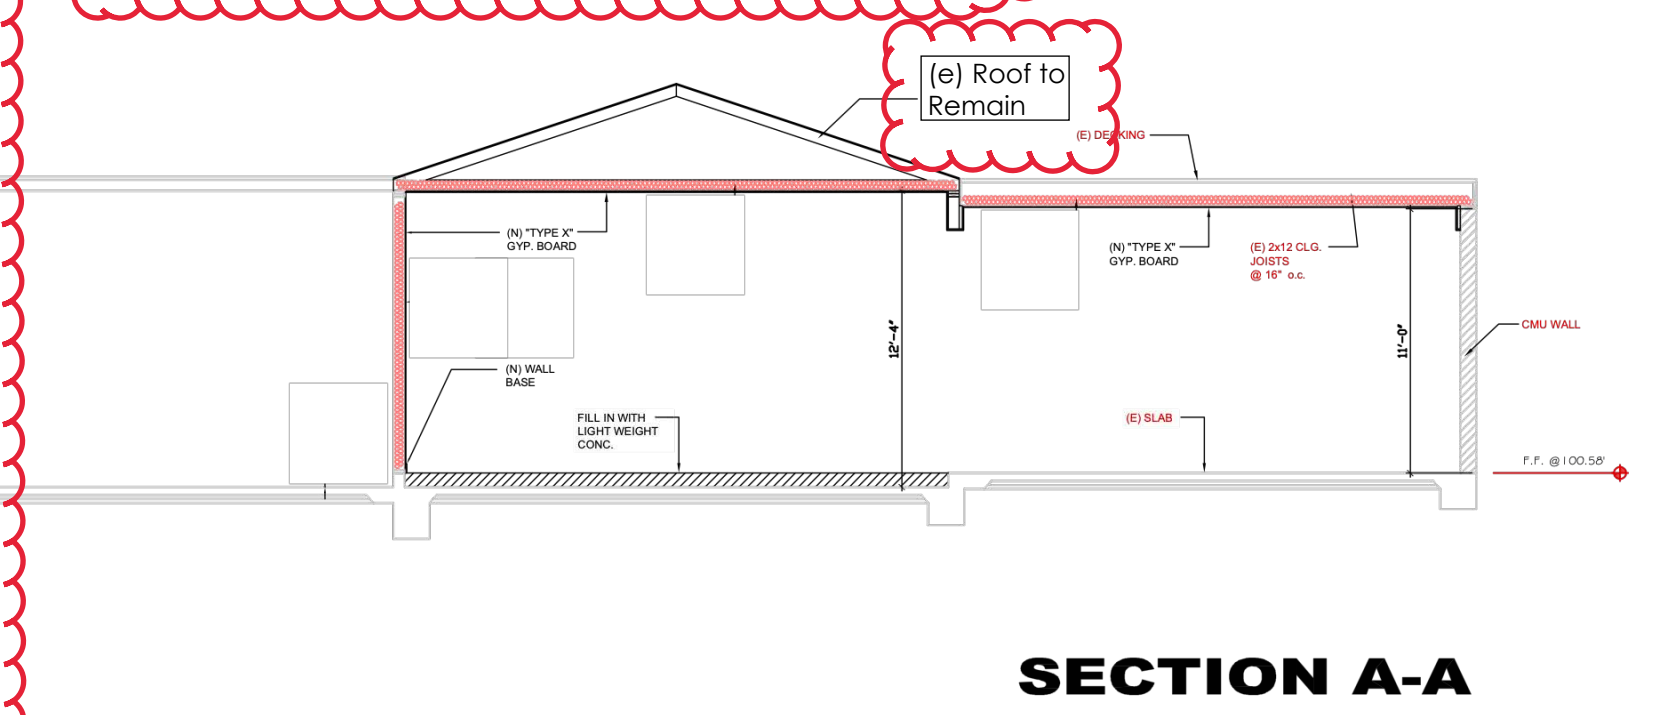 (e) Roof to
Remain
(E) DECKING
(N) "TYPE X"
GYP. BOARD
(N) "TYPE X"
GYP. BOARD
(E) 2x12 CLG.
JOISTS
@ 16" o.c.
12'-4"
11'-0"
CMU WALL
(N) WALL
BASE
FILL IN WITH
LIGHT WEIGHT
CONC.
(E) SLAB
F.F. @100.58'
SECTION A-A